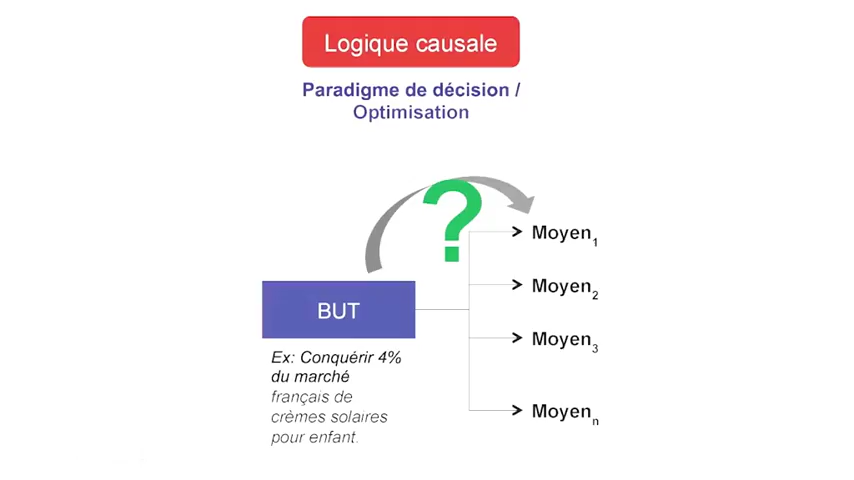 Logique causale
Paradigme de décision /
Optimisation
?
Moyen1
Moyen2
BUT
Moyen3
Ex: Conquérir 4%
du marché
français de
crèmes solaires
pour enfant.
Moyenn